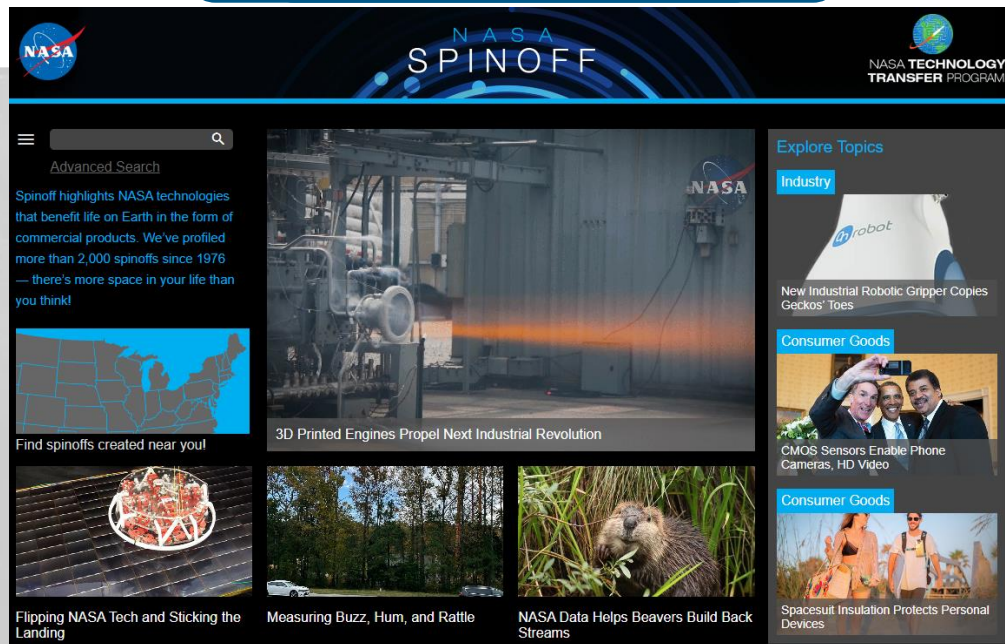 NASA
NASA
SPINOFF
NASA TECHNOLOGY
TRANSFER PROGRAM
Advanced Search
Spinoff highlights NASA technologies
that benefit life on Earth in the form of
commercial products. We've profiled
more than 2,000 spinoffs since 1976
— there's more space in your life than
you think!
Find spinoffs created near you!
NASA
3D Printed Engines Propel Next Industrial Revolution
Flipping NASA Tech and Sticking the
Landing
Measuring Buzz, Hum, and Rattle
NASA Data Helps Beavers Build Back
Streams
Explore Topics
Industry
robot
New Industrial Robotic Gripper Copies
Geckos' Toes
Consumer Goods
CMOS Sensors Enable Phone
Cameras, HD Video
Consumer Goods
Spacesuit Insulation Protects Personal
Devices